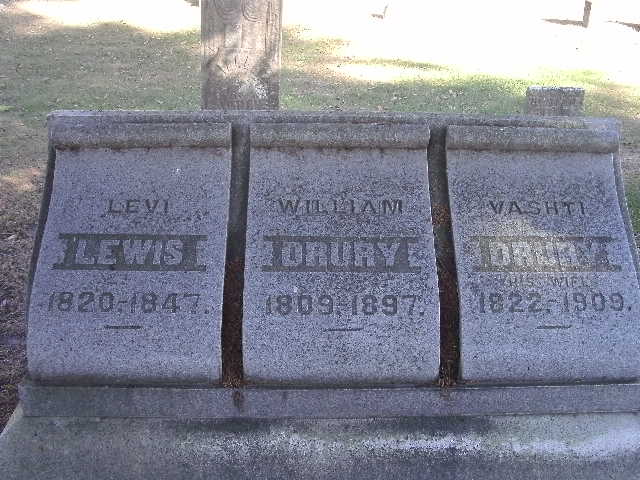 LEVI
LEWIS
1820.-1847.
WILLIAM
DRURY
1809.-1897.
VASHTI
DRURY
HIS WIFE
1822.-1909.